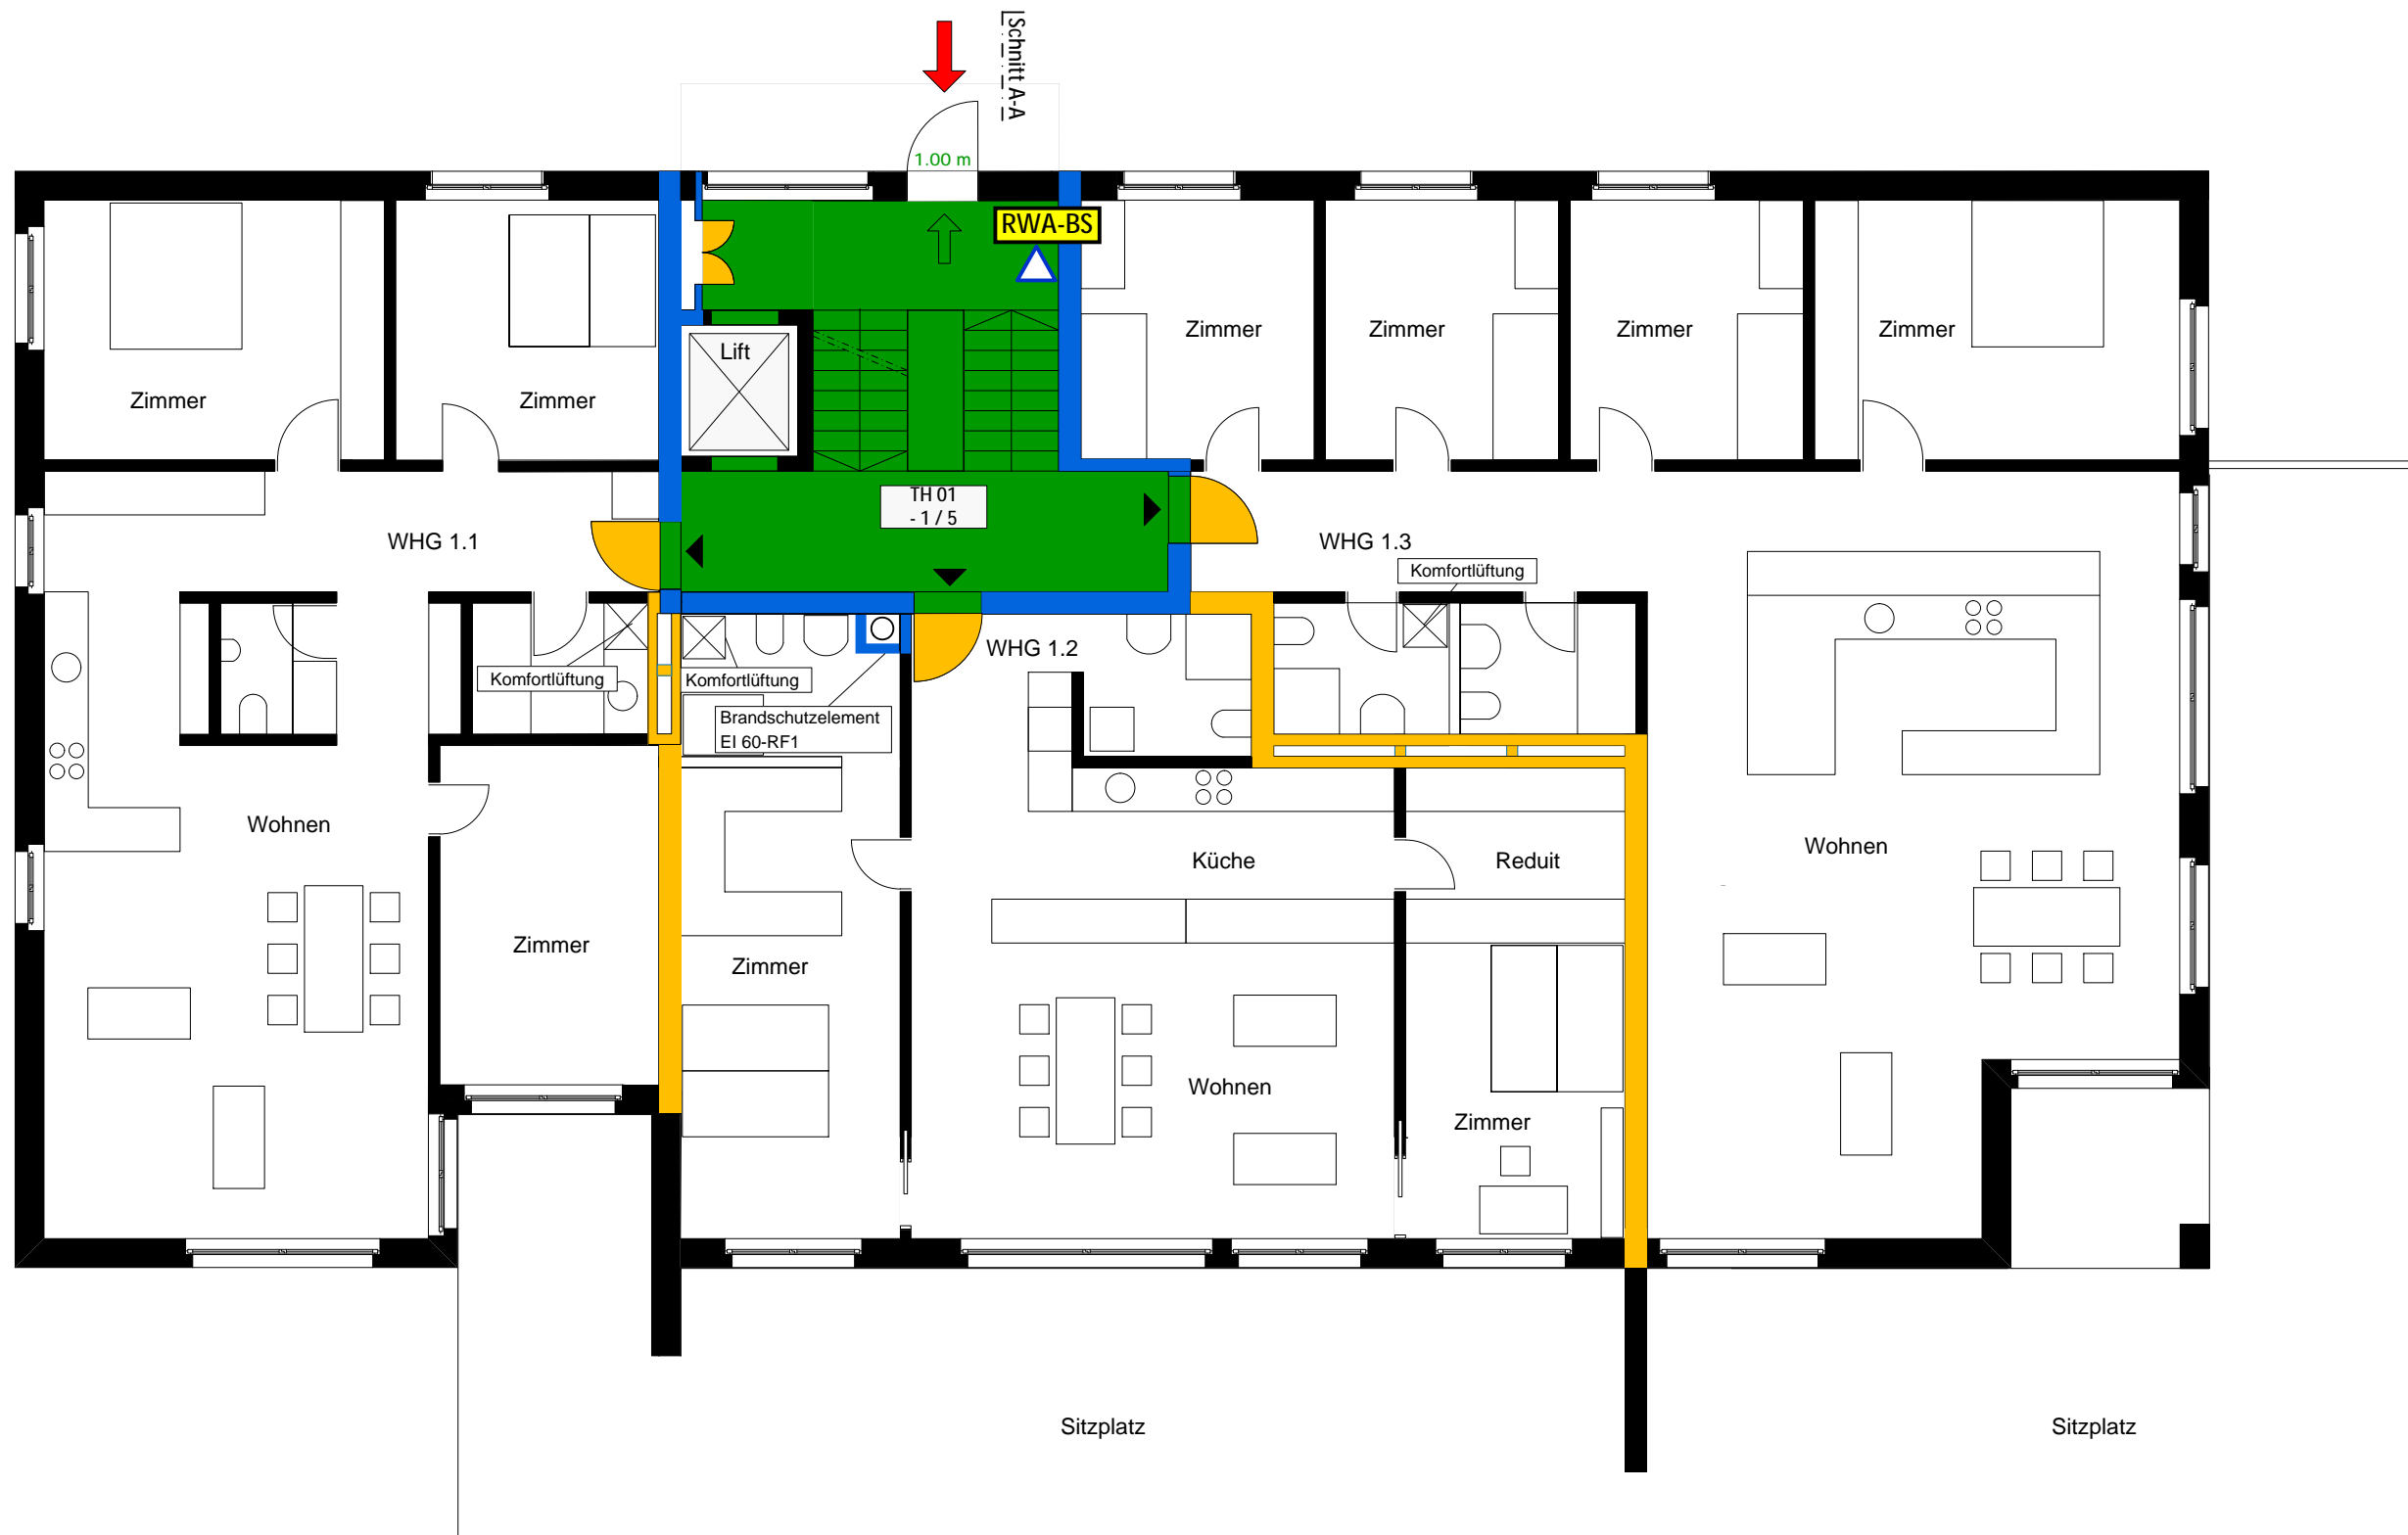 Schnitt A-A
1.00 m
RWA-BS
Zimmer
Zimmer
Lift
Zimmer
Zimmer
Zimmer
Zimmer
TH 01
- 1 / 5
WHG 1.1
WHG 1.3
Komfortlüftung
WHG 1.2
Komfortlüftung
Komfortlüftung
Brandschutzelement
EI 60-RF1
Wohnen
Küche
Reduit
Wohnen
Zimmer
Zimmer
Wohnen
Zimmer
Sitzplatz
Sitzplatz